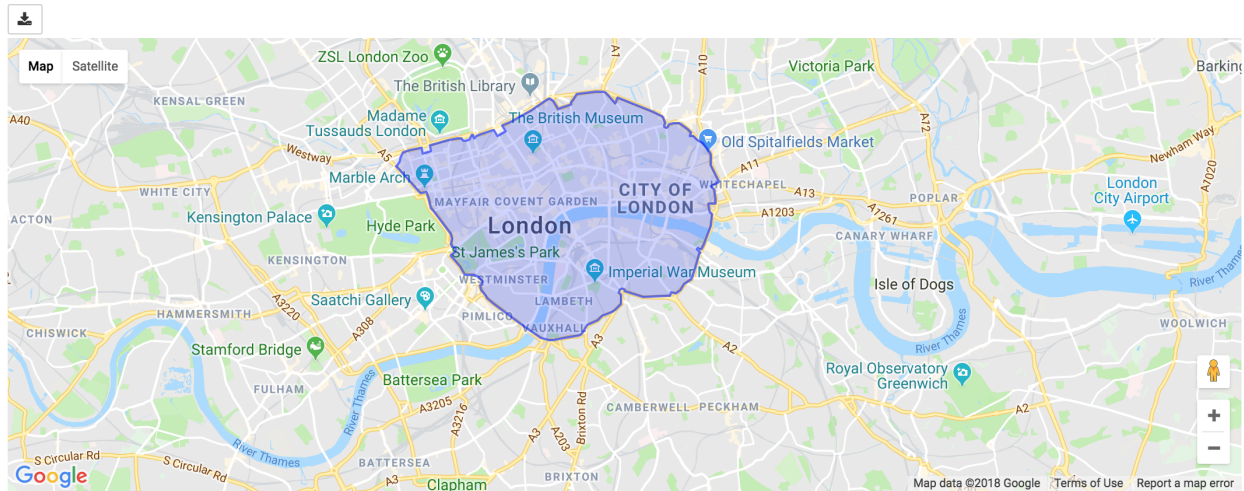 ZSL London Zoo
A1
A10
Victoria Park
Barking
Map
Satellite
The British Library
KENSAL GREEN
A40
Madame
Tussauds London
The British Museum
A12
Old Spitalfields Market
Newham Way
Westway
A5
A11
Marble Arch
WHITECHAPEL
A1020
WHITE CITY
MAYFAIR
COVENT GARDEN
CITY OF
LONDON
A13
POPLAR
London
City Airport
ACTON
Kensington Palace
Hyde Park
London
A1203
A1261
CANARY WHARF
St James's Park
KENSINGTON
WESTMINSTER
Imperial War Museum
Isle of Dogs
River Thames
A3220
Saatchi Gallery
LAMBETH
HAMMERSMITH
PIMLICO
VAUXHALL
River Thames
WOOLWICH
CHISWICK
A308
A3
A2
River Thames
Stamford Bridge
Royal Observatory
Greenwich
FULHAM
Battersea Park
River Thames
A3205
A3216
Brixton Rd
CAMBERWELL
PECKHAM
A2
A3
A203
River Thames
S Circular Rd
S Circular Rd
BATTERSEA
BRIXTON
Clapham
Google
Map data ©2018 Google
Terms of Use
Report a map error